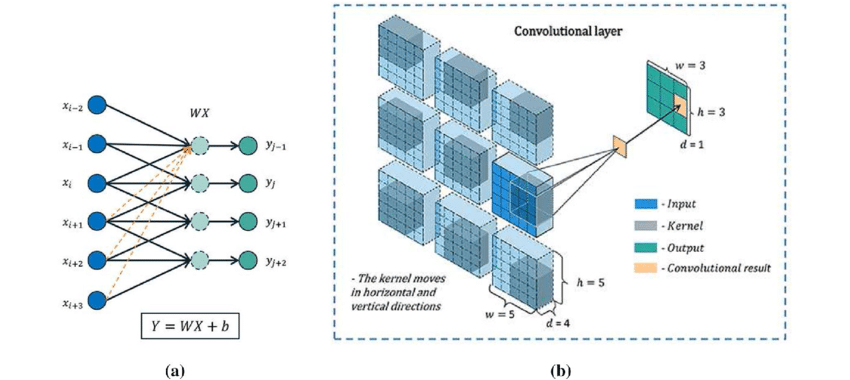 Convolutional layer
w = 3
h = 3
d = 1
WX
x_{i-2}
x_{i-1}
x_i
x_{i+1}
x_{i+2}
x_{i+3}
y_{j-1}
y_j
y_{j+1}
y_{j+2}
Y = WX + b
- Input
- Kernel
- Output
- Convolutional result
- The kernel moves
in horizontal and
vertical directions
w = 5
d = 4
h = 5
(a)
(b)